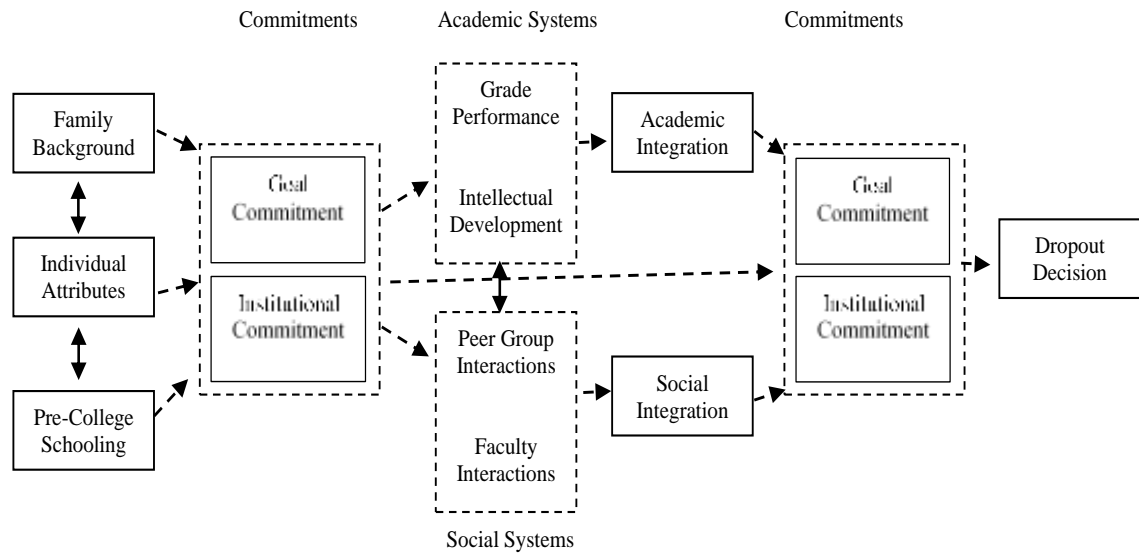 Commitments
Academic Systems
Commitments
Family
Background
Individual
Attributes
Pre-College
Schooling
Goal
Commitment
Institutional
Commitment
Grade
Performance
Intellectual
Development
Peer Group
Interactions
Faculty
Interactions
Social Systems
Academic
Integration
Social
Integration
Goal
Commitment
Institutional
Commitment
Dropout
Decision